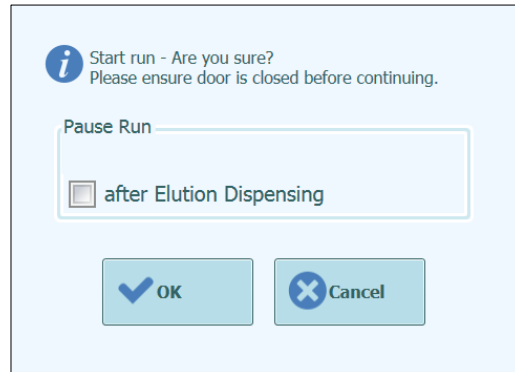 Start run - Are you sure?
Please ensure door is closed before continuing.
Pause Run
after Elution Dispensing
OK
Cancel